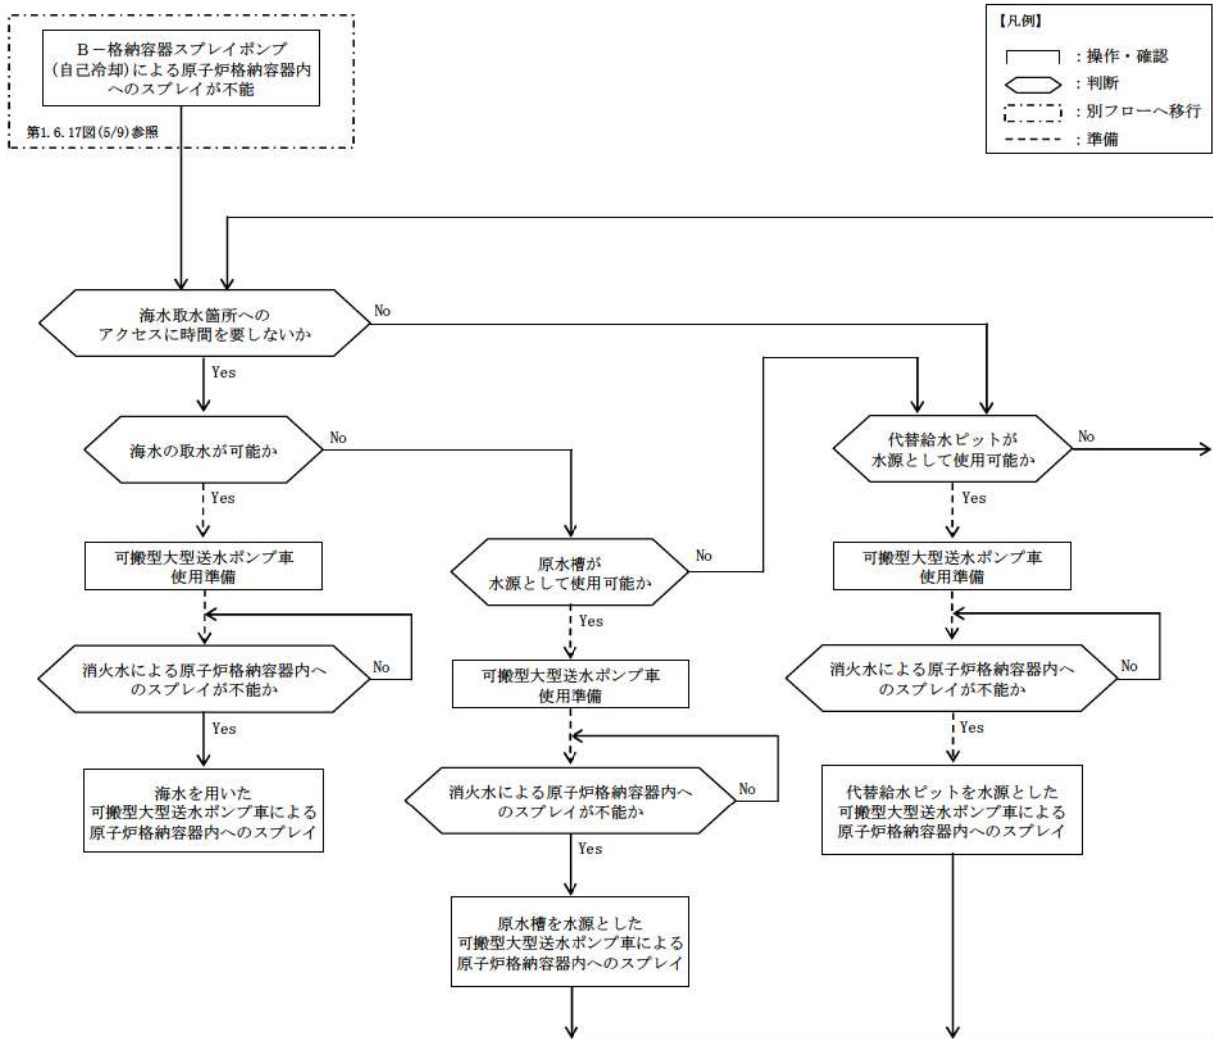 B－格納容器スプレイポンプ
(自己冷却)による原子炉格納容器内
へのスプレイが不能
第1.6.17図(5/9)参照
【凡例】
：操作・確認
：判断
：別フローへ移行
：準備
海水取水箇所への
アクセスに時間を要しないか
No
Yes
海水の取水が可能か
No
Yes
可搬型大型送水ポンプ車
使用準備
消火水による原子炉格納容器内へ
のスプレイが不能か
No
Yes
海水を用いた
可搬型大型送水ポンプ車による
原子炉格納容器内へのスプレイ
原水槽が
水源として使用可能か
No
Yes
可搬型大型送水ポンプ車
使用準備
消火水による原子炉格納容器内へ
のスプレイが不能か
No
Yes
原水槽を水源とした
可搬型大型送水ポンプ車による
原子炉格納容器内へのスプレイ
代替給水ピットが
水源として使用可能か
No
Yes
可搬型大型送水ポンプ車
使用準備
消火水による原子炉格納容器内へ
のスプレイが不能か
No
Yes
代替給水ピットを水源とした
可搬型大型送水ポンプ車による
原子炉格納容器内へのスプレイ